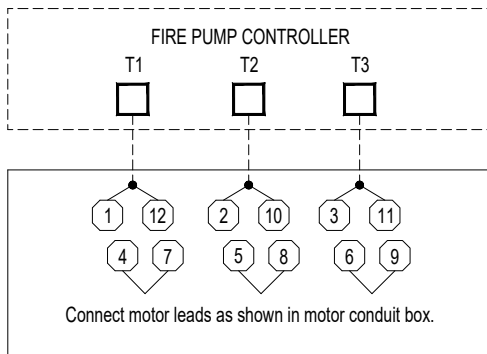 FIRE PUMP CONTROLLER
T1 T2 T3
1 12 2 10 3 11
4 7 5 8 6 9
Connect motor leads as shown in motor conduit box.